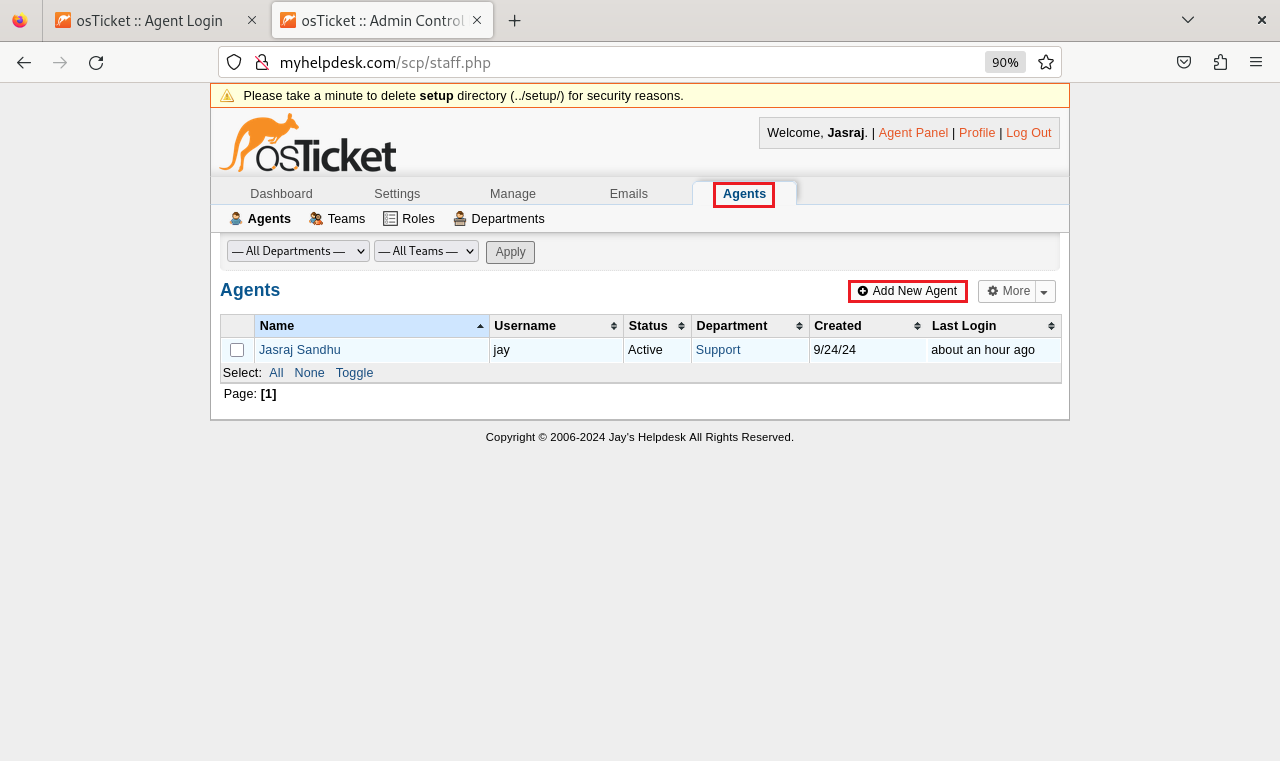 osTicket :: Agent Login
osTicket :: Admin Control
myhelpdesk.com/scp/staff.php
90%
Please take a minute to delete setup directory (../setup/) for security reasons.
osTicket
Welcome, Jasraj. | Agent Panel | Profile | Log Out
Dashboard Settings Manage Emails Agents
Agents Teams Roles Departments
— All Departments — — All Teams — Apply
Agents Add New Agent More
Name Username Status Department Created Last Login
Jasraj Sandhu jay Active Support 9/24/24 about an hour ago
Select: All None Toggle
Page: [1]
Copyright © 2006-2024 Jay's Helpdesk All Rights Reserved.